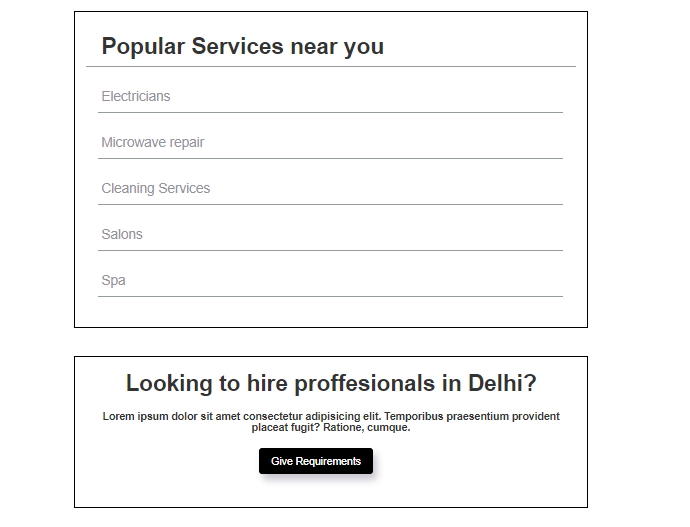 Popular Services near you
Electricians
Microwave repair
Cleaning Services
Salons
Spa
Looking to hire proffesionals in Delhi?
Lorem ipsum dolor sit amet consectetur adipisicing elit. Temporibus praesentium provident
placeat fugit? Ratione, cumque.
Give Requirements